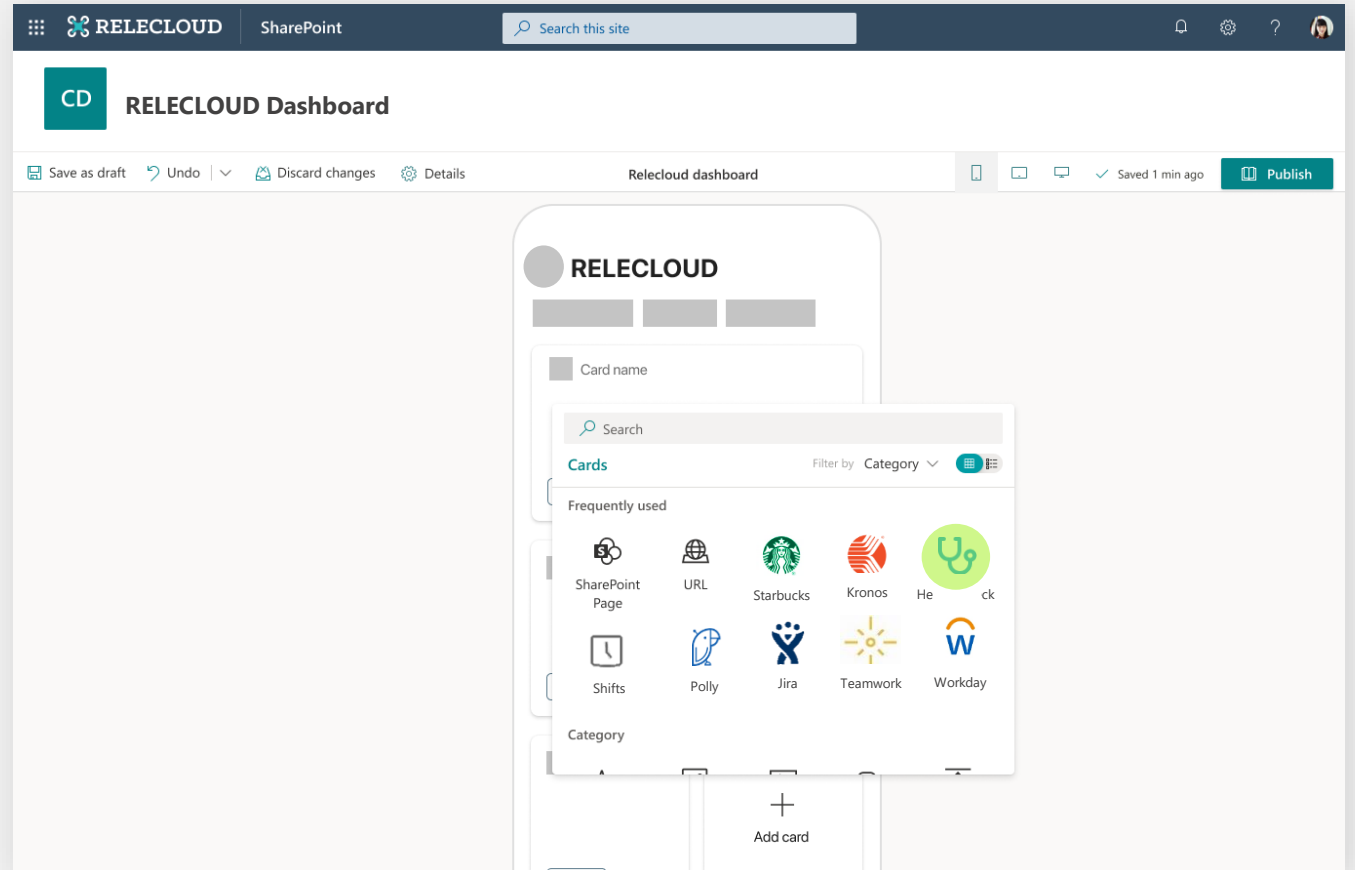 RELECLOUD
SharePoint
Search this site
CD
RELECLOUD Dashboard
Save as draft
Undo
Discard changes
Details
Relecloud dashboard
Saved 1 min ago
Publish
RELECLOUD
Card name
Search
Cards
Filter by
Category
Frequently used
SharePoint
Page
URL
Starbucks
Kronos
Shifts
Polly
Jira
Teamwork
Workday
Category
Add card